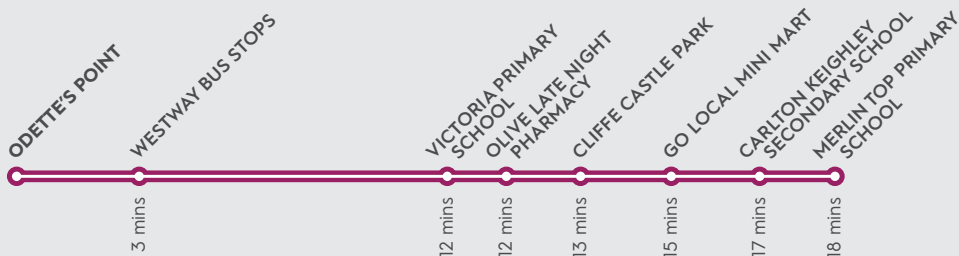 ODETTE'S POINT
WESTWAY BUS STOPS
VICTORIA PRIMARY
SCHOOL
OLIVE LATE NIGHT
PHARMACY
CLIFFE CASTLE PARK
GO LOCAL MINI MART
CARLTON KEIGHLEY
SECONDARY SCHOOL
MERLIN TOP PRIMARY
SCHOOL
3 mins
12 mins
12 mins
13 mins
15 mins
17 mins
18 mins